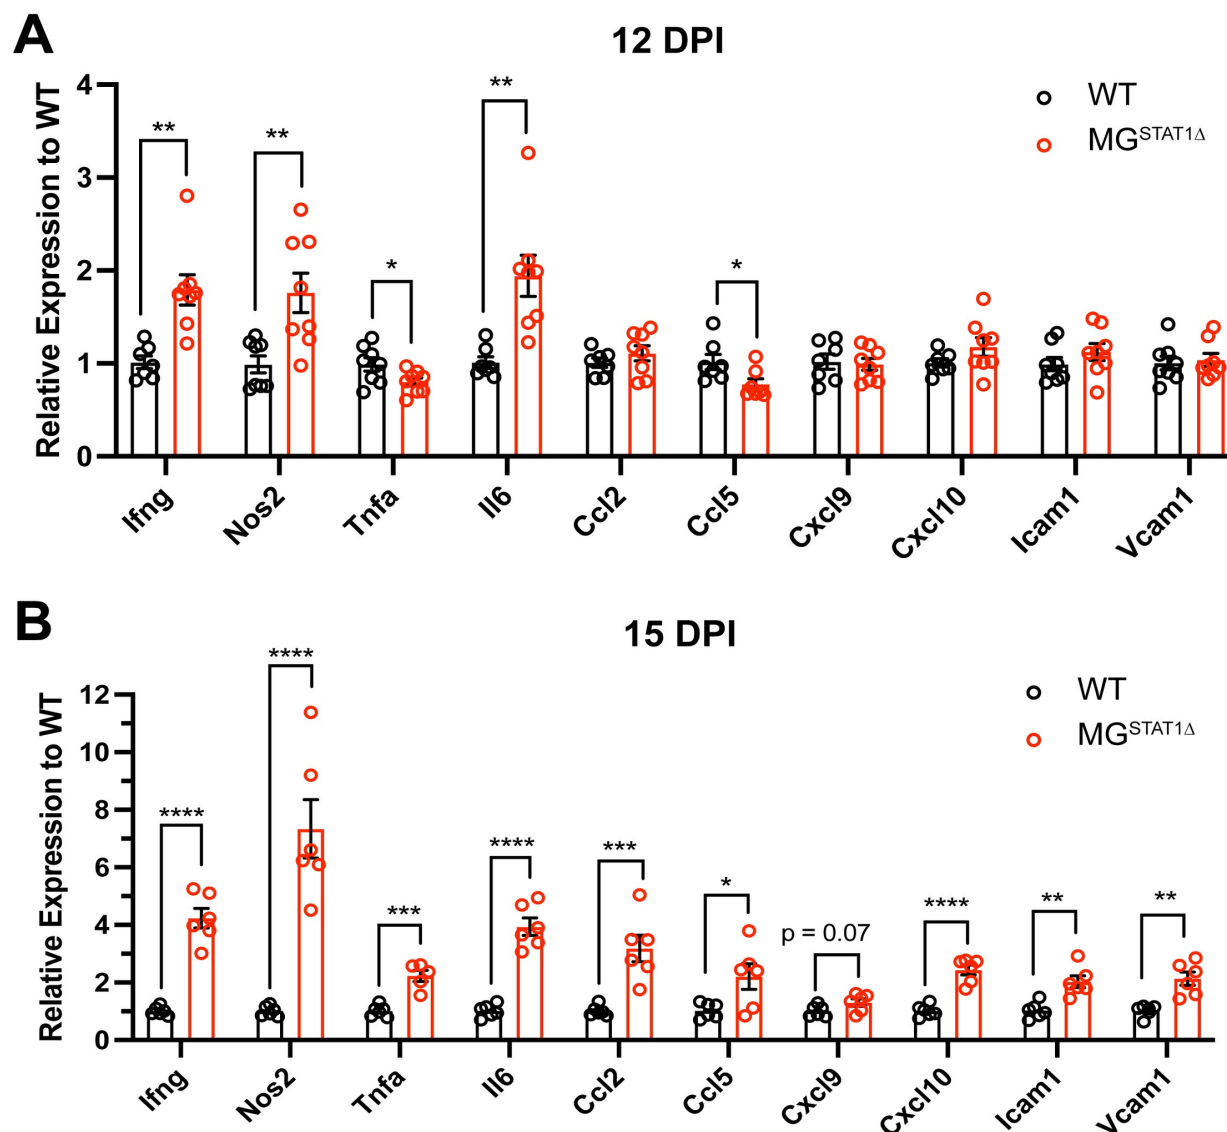 A
12 DPI
Relative Expression to WT
4
3
2
1
0
** ** * ** *
WT
MGSTAT1Δ
Ifng Nos2 Tnfa Il6 Ccl2 Ccl5 Cxcl9 Cxcl10 Icam1 Vcam1
B
15 DPI
Relative Expression to WT
12
10
8
6
4
2
0
**** **** *** **** *** * p = 0.07 **** ** **
WT
MGSTAT1Δ
Ifng Nos2 Tnfa Il6 Ccl2 Ccl5 Cxcl9 Cxcl10 Icam1 Vcam1